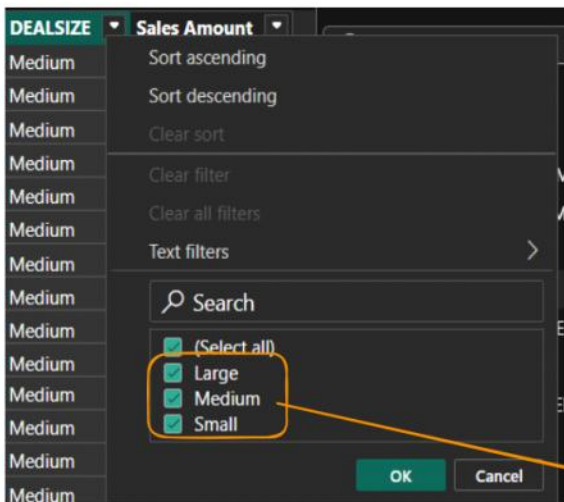 DEALSIZE Sales Amount
Medium
Medium
Medium
Medium
Medium
Medium
Medium
Medium
Medium
Medium
Medium
Medium
Medium
Medium
Sort ascending
Sort descending
Clear sort
Clear filter
Clear all filters
Text filters
Search
(Select all)
Large
Medium
Small
OK Cancel